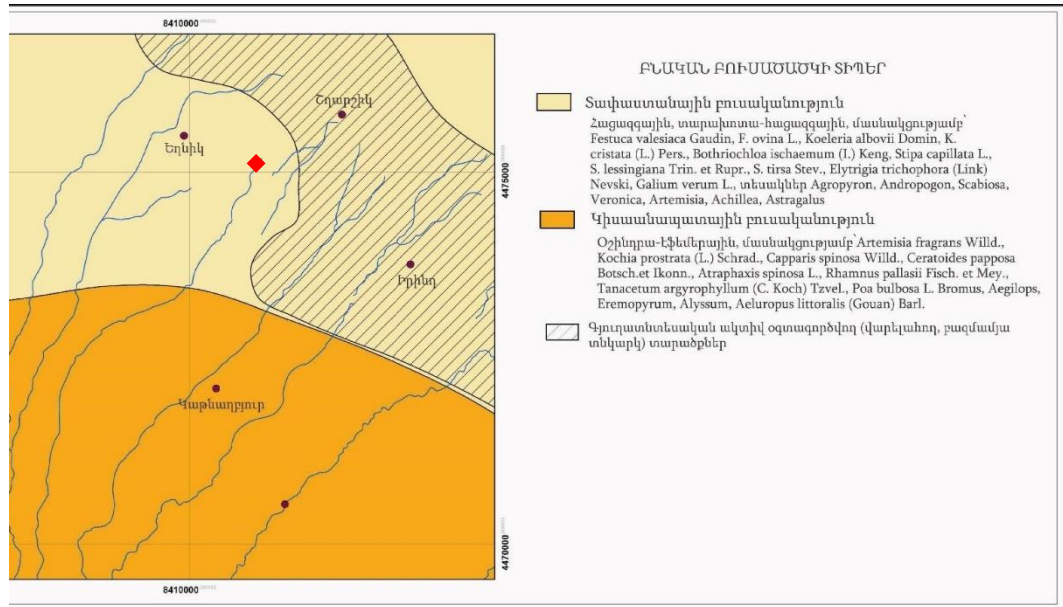 8410000
Շղարշիկ
Եղնիկ
4475000
Իրինդ
Կաթնաղբյուր
4470000
8410000
ԲՆԱԿԱՆ ԲՈՒՍԱԾԱԾԿԻ ՏԻՊԵՐ
Տափաստանային բուսականություն
Հացազգային, տարախոտա-հացազգային, մասնակցությամբ՝
Festuca valesiaca Gaudin, F. ovina L., Koeleria albovii Domin, K.
cristata (L.) Pers., Bothriochloa ischaemum (I.) Keng, Stipa capillata L.,
S. lessingiana Trin. et Rupr., S. tirsa Stev., Elytrigia trichophora (Link)
Nevski, Galium verum L., տեսակներ Agropyron, Andropogon, Scabiosa,
Veronica, Artemisia, Achillea, Astragalus
Կիսաանապատային բուսականություն
Օշինդրա-էֆեմերային, մասնակցությամբ՝ Artemisia fragrans Willd.,
Kochia prostrata (L.) Schrad., Capparis spinosa Willd., Ceratoides papposa
Botsch.et Ikonn., Atraphaxis spinosa L., Rhamnus pallasii Fisch. et Mey.,
Tanacetum argyrophyllum (C. Koch) Tzvel., Poa bulbosa L. Bromus, Aegilops,
Eremopyrum, Alyssum, Aeluropus littoralis (Gouan) Barl.
Գյուղատնտեսական ակտիվ օգտագործվող (վարելահող, բազմամյա
տնկարկ) տարածքներ